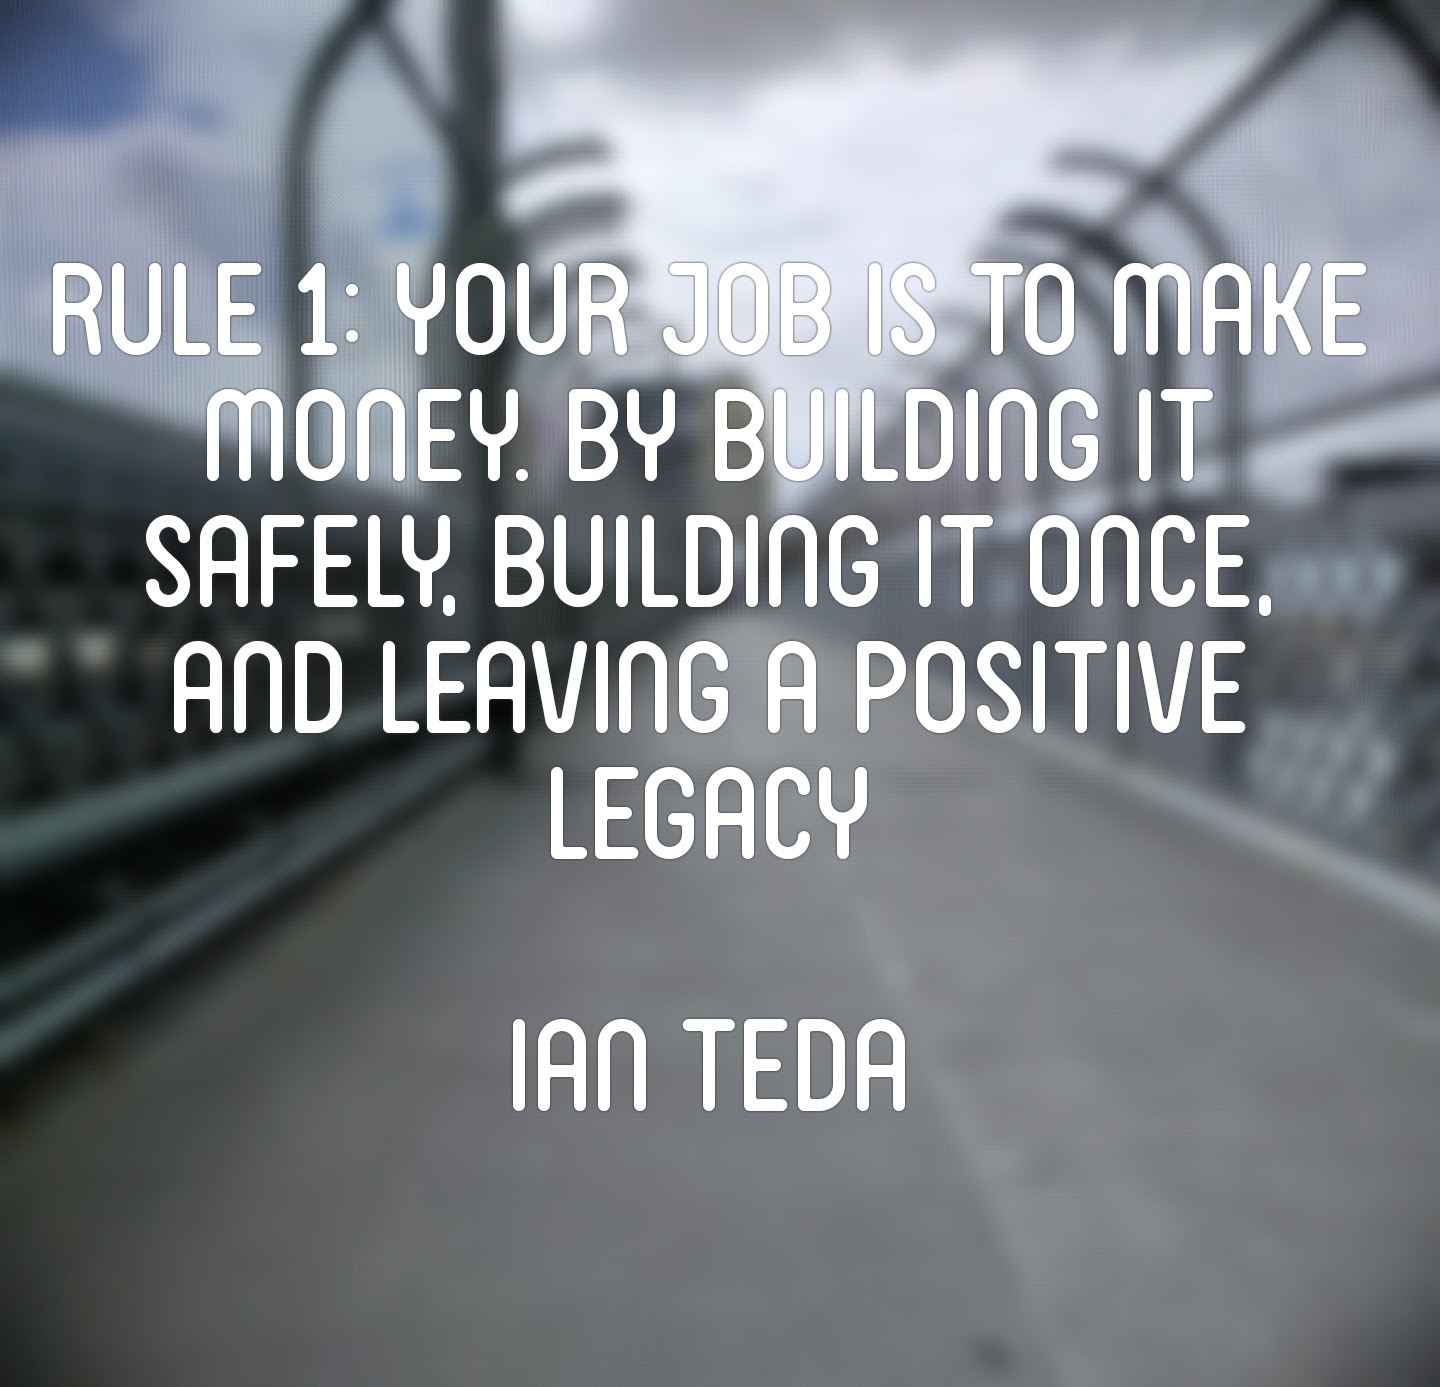 RULE 1: YOUR JOB IS TO MAKE
MONEY. BY BUILDING IT
SAFELY, BUILDING IT ONCE,
AND LEAVING A POSITIVE
LEGACY
IAN TEDA